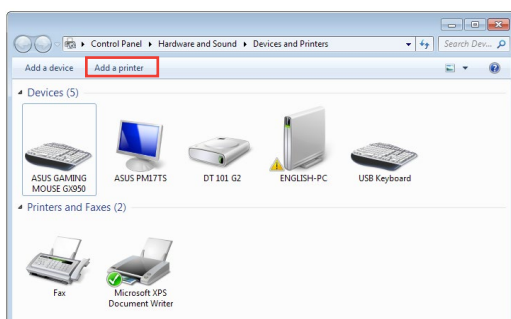 Control Panel ▸ Hardware and Sound ▸ Devices and Printers
Search Dev...
Add a device
Add a printer
Devices (5)
ASUS GAMING
MOUSE GX950
ASUS PM17TS
DT 101 G2
ENGLISH-PC
USB Keyboard
Printers and Faxes (2)
Fax
Microsoft XPS
Document Writer